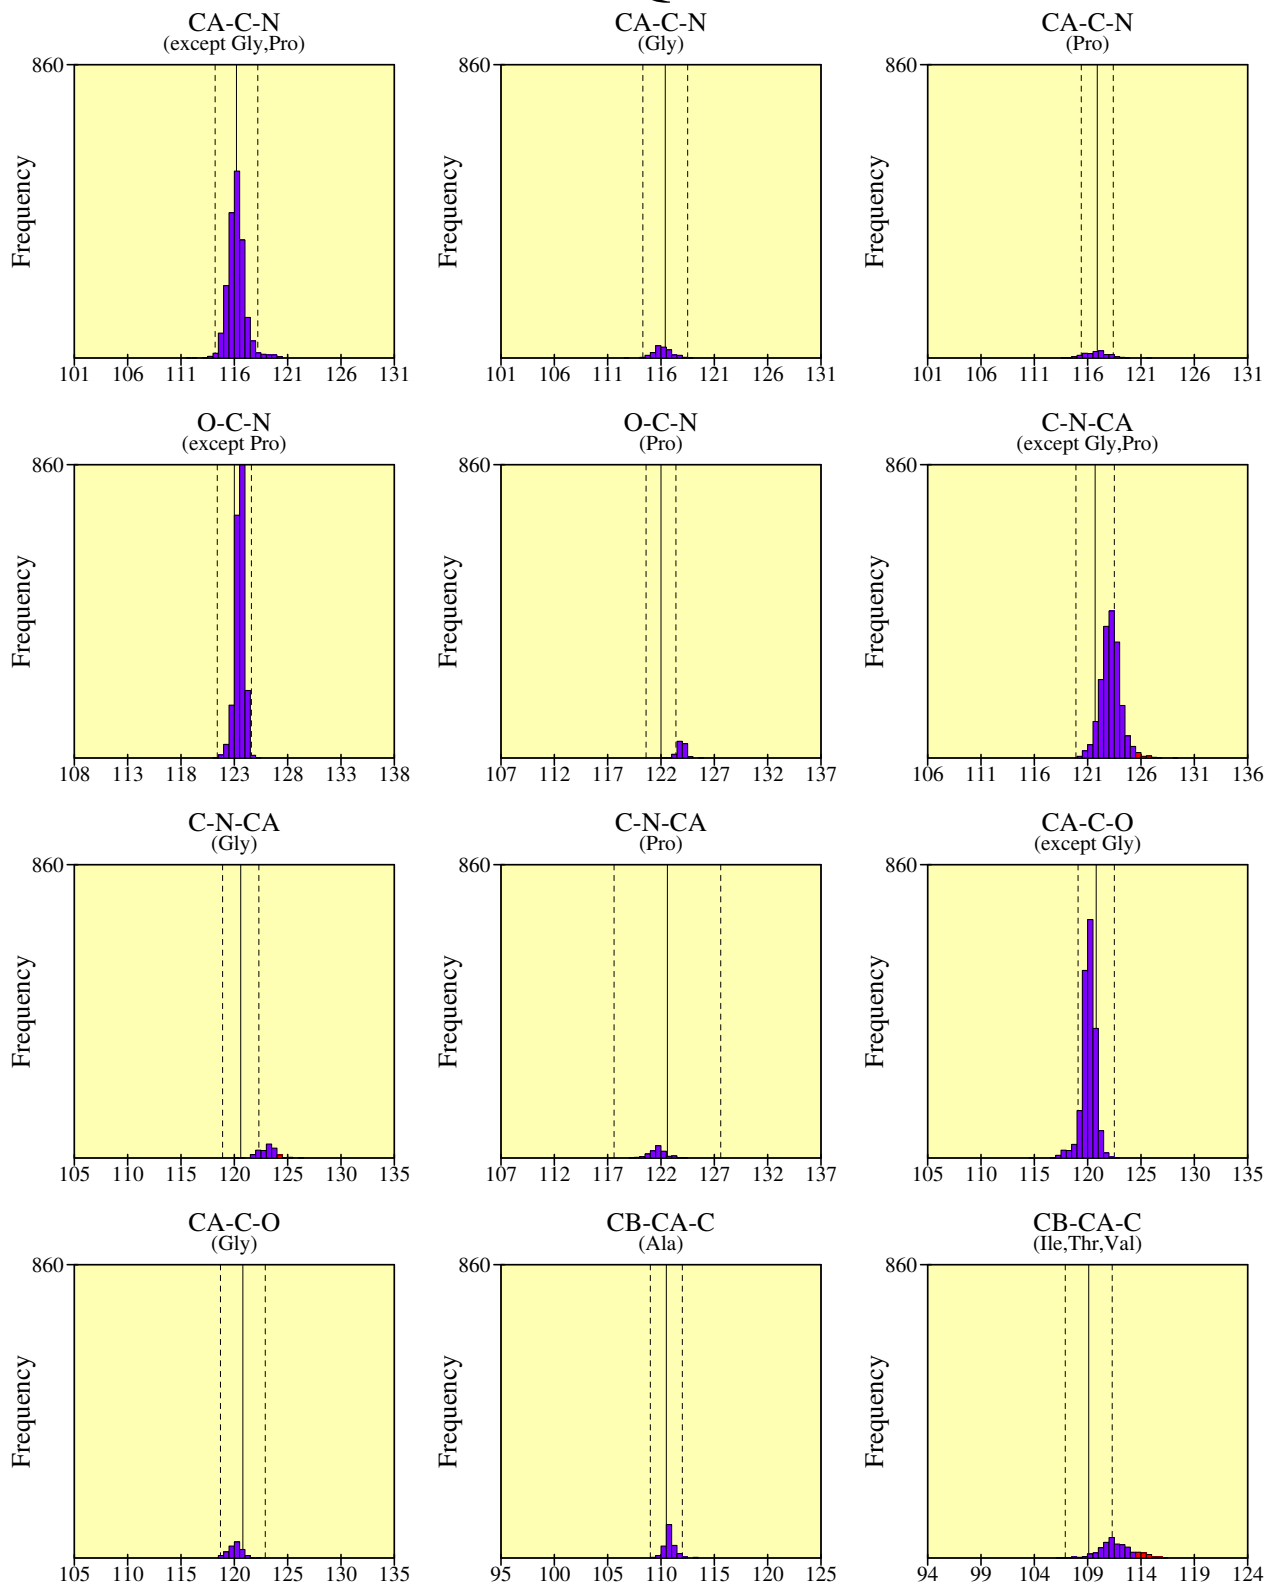 CA-C-N
(except Gly,Pro)
860
Frequency
101 106 111 116 121 126 131
CA-C-N
(Gly)
860
Frequency
101 106 111 116 121 126 131
CA-C-N
(Pro)
860
Frequency
101 106 111 116 121 126 131
O-C-N
(except Pro)
860
Frequency
108 113 118 123 128 133 138
O-C-N
(Pro)
860
Frequency
107 112 117 122 127 132 137
C-N-CA
(except Gly,Pro)
860
Frequency
106 111 116 121 126 131 136
C-N-CA
(Gly)
860
Frequency
105 110 115 120 125 130 135
C-N-CA
(Pro)
860
Frequency
107 112 117 122 127 132 137
CA-C-O
(except Gly)
860
Frequency
105 110 115 120 125 130 135
CA-C-O
(Gly)
860
Frequency
105 110 115 120 125 130 135
CB-CA-C
(Ala)
860
Frequency
95 100 105 110 115 120 125
CB-CA-C
(Ile,Thr,Val)
860
Frequency
94 99 104 109 114 119 124